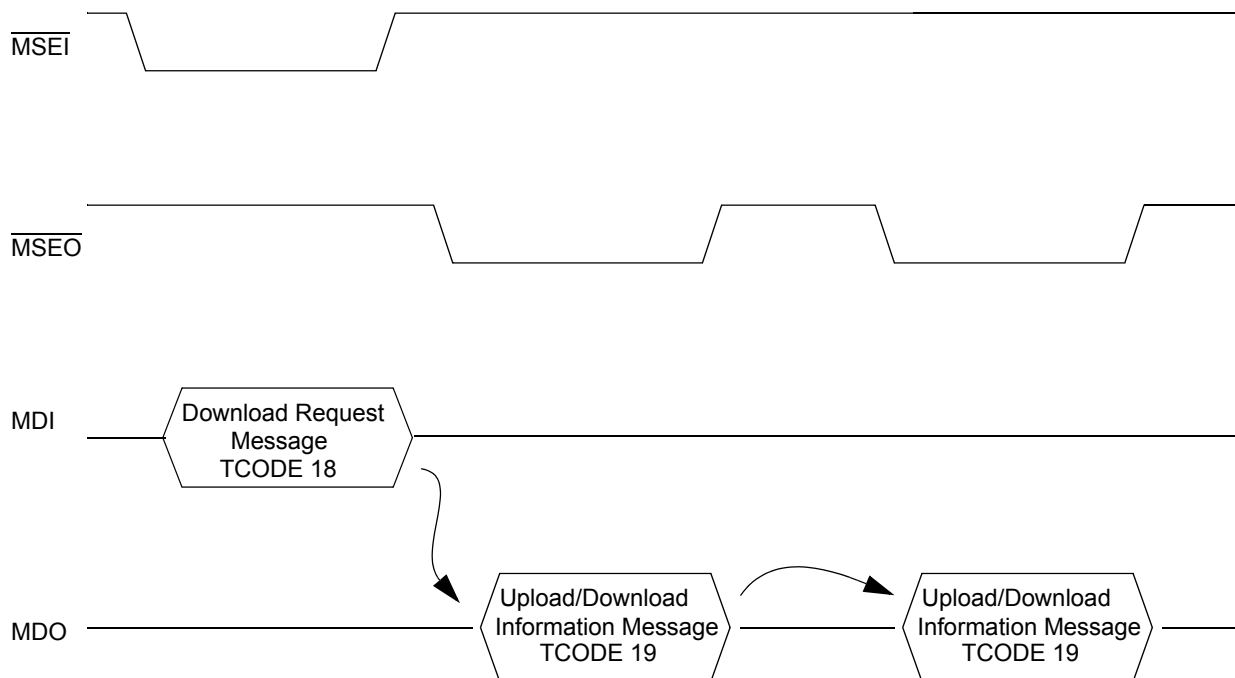 MSEI
MSEO
MDI
Download Request
Message
TCODE 18
MDO
Upload/Download
Information Message
TCODE 19
Upload/Download
Information Message
TCODE 19